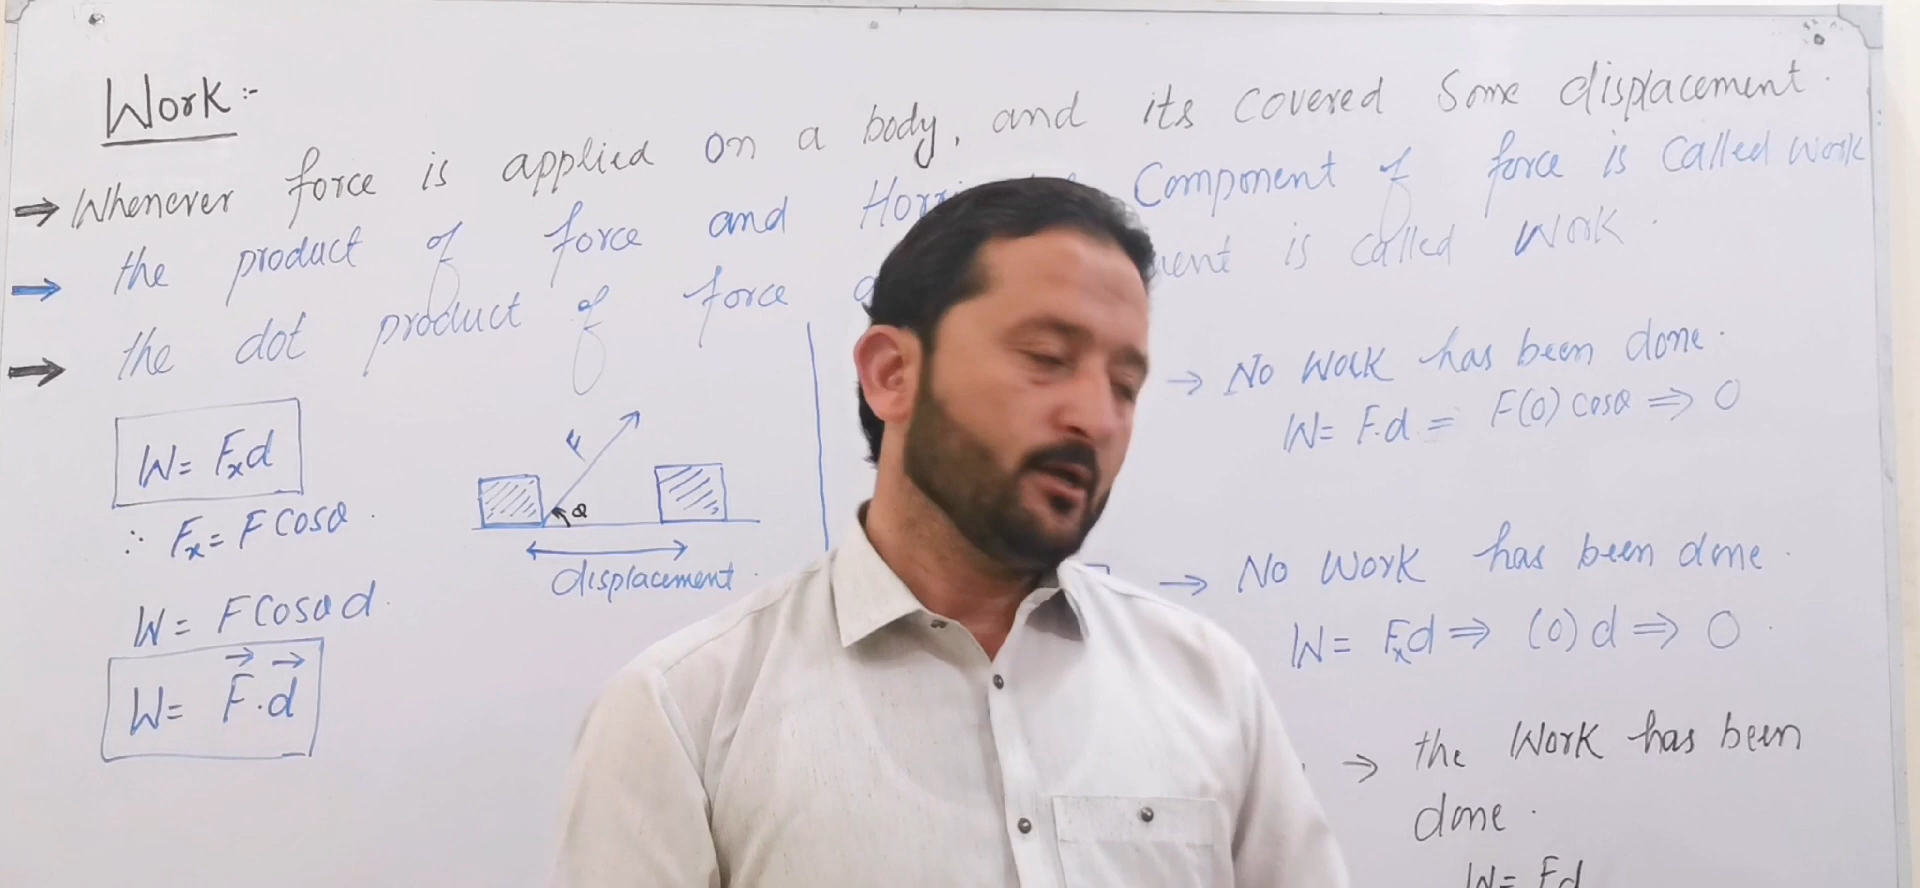 Work:-
Whenever force is applied on a body, and its covered some displacement.
the product of force and Component of force is called work
the dot product of force is called work.
W= Fxd
∴ Fx= F Cosθ.
W= F Cosθ d.
W= F⃗.d⃗
F
θ
displacement.
→ No Work has been done.
W= F.d = F(0) cosθ ⇒ 0
→ No Work has been done.
W= Fxd ⇒ (0) d ⇒ 0.
→ the Work has been
done.
W= Fd